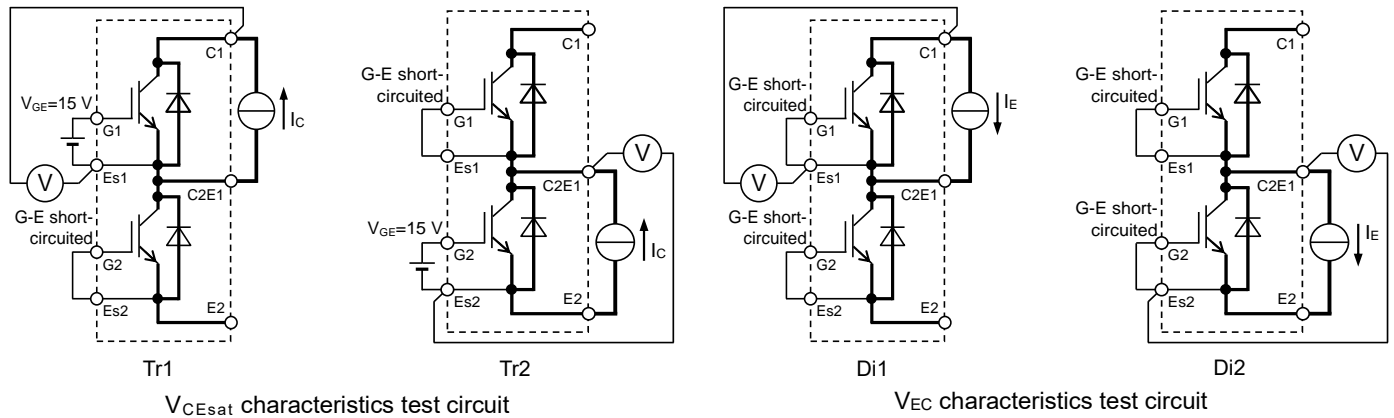 C1
V_GE=15 V
G1
I_C
V
Es1
C2E1
G-E short-
circuited
G2
Es2
E2
Tr1
C1
G-E short-
circuited
G1
Es1
V
C2E1
V_GE=15 V
G2
I_C
Es2
E2
Tr2
V_CEsat characteristics test circuit
C1
G-E short-
circuited
G1
I_E
V
Es1
C2E1
G-E short-
circuited
G2
Es2
E2
Di1
C1
G-E short-
circuited
G1
Es1
V
C2E1
G-E short-
circuited
G2
I_E
Es2
E2
Di2
V_EC characteristics test circuit